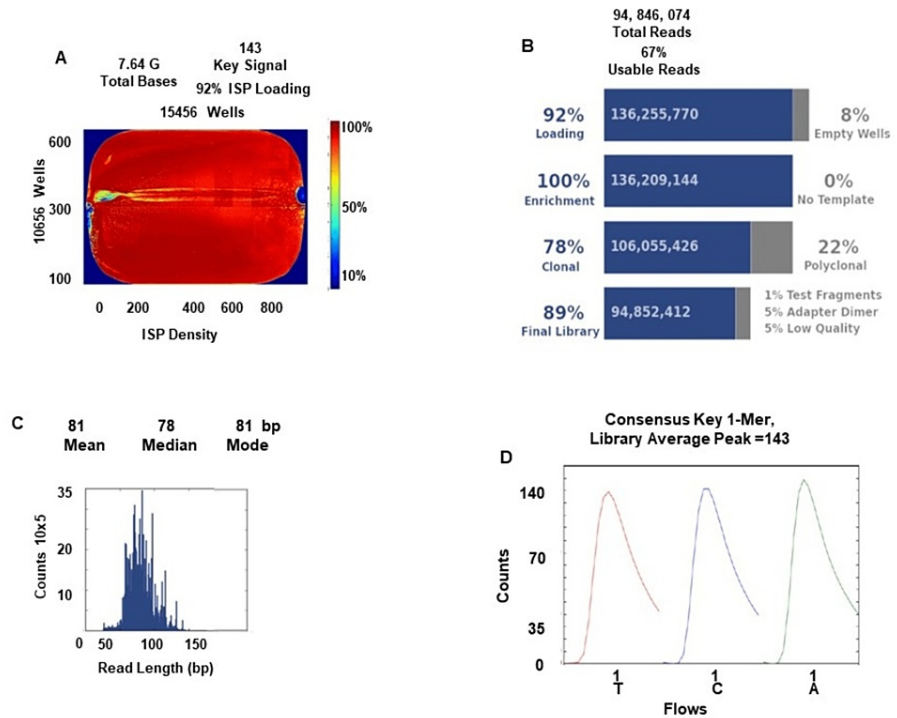 A
7.64 G
Total Bases
143
Key Signal
92% ISP Loading
15456 Wells
10656 Wells
600
300
100
0 200 400 600 800
ISP Density
100%
50%
10%
B
94, 846, 074
Total Reads
67%
Usable Reads
92%
Loading
136,255,770
8%
Empty Wells
100%
Enrichment
136,209,144
0%
No Template
78%
Clonal
106,055,426
22%
Polyclonal
89%
Final Library
94,852,412
1% Test Fragments
5% Adapter Dimer
5% Low Quality
C
81
Mean
78
Median
81 bp
Mode
Counts 10x5
35
20
10
0 50 100 150
Read Length (bp)
D
Consensus Key 1-Mer,
Library Average Peak =143
Counts
140
70
35
0
1 1 1
T C A
Flows